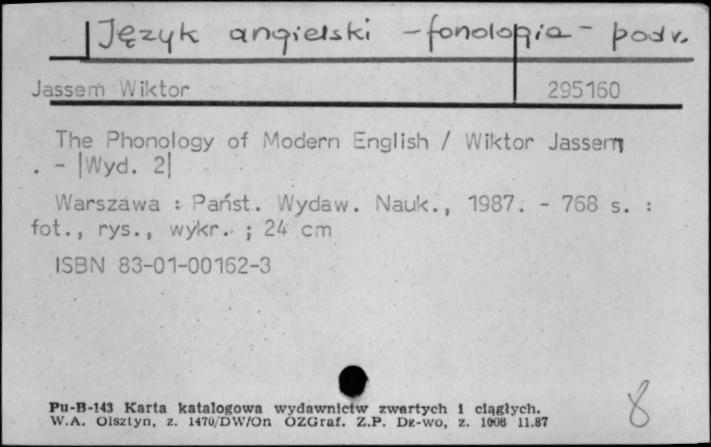 Język angielski - fonologia - podr.
Jassem Wiktor 295160
The Phonology of Modern English / Wiktor Jassem
. - |Wyd. 2|
Warszawa : Państ. Wydaw. Nauk., 1987. - 768 s. :
fot., rys., wykr. ; 24 cm
ISBN 83-01-00162-3
Pu-B-143 Karta katalogowa wydawnictw zwartych i ciągłych.
W.A. Olsztyn, z. 1470/DW/On OZGraf. Z.P. Dz-wo, z. 1006 11.87
8